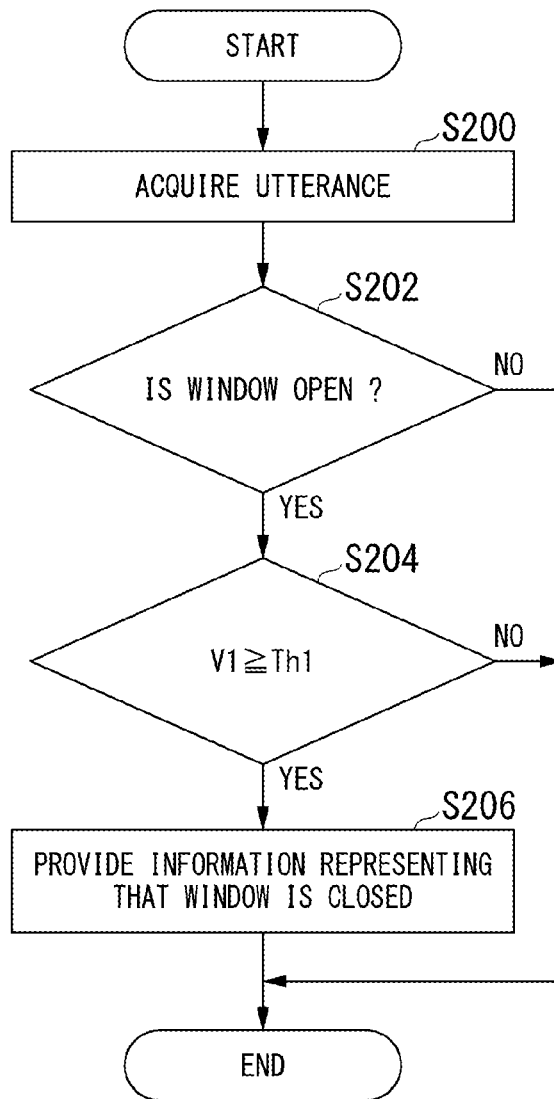 START
S200
ACQUIRE UTTERANCE
S202
IS WINDOW OPEN ?
NO
YES
S204
V1≧Th1
NO
YES
S206
PROVIDE INFORMATION REPRESENTING
THAT WINDOW IS CLOSED
END